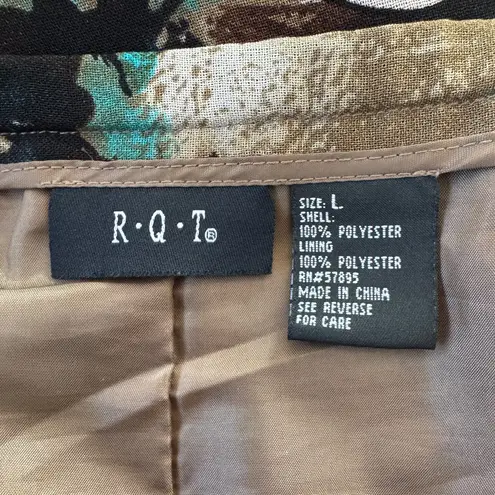 R·Q·T®
SIZE: L
SHELL:
100% POLYESTER
LINING
100% POLYESTER
RN#57895
MADE IN CHINA
SEE REVERSE
FOR CARE